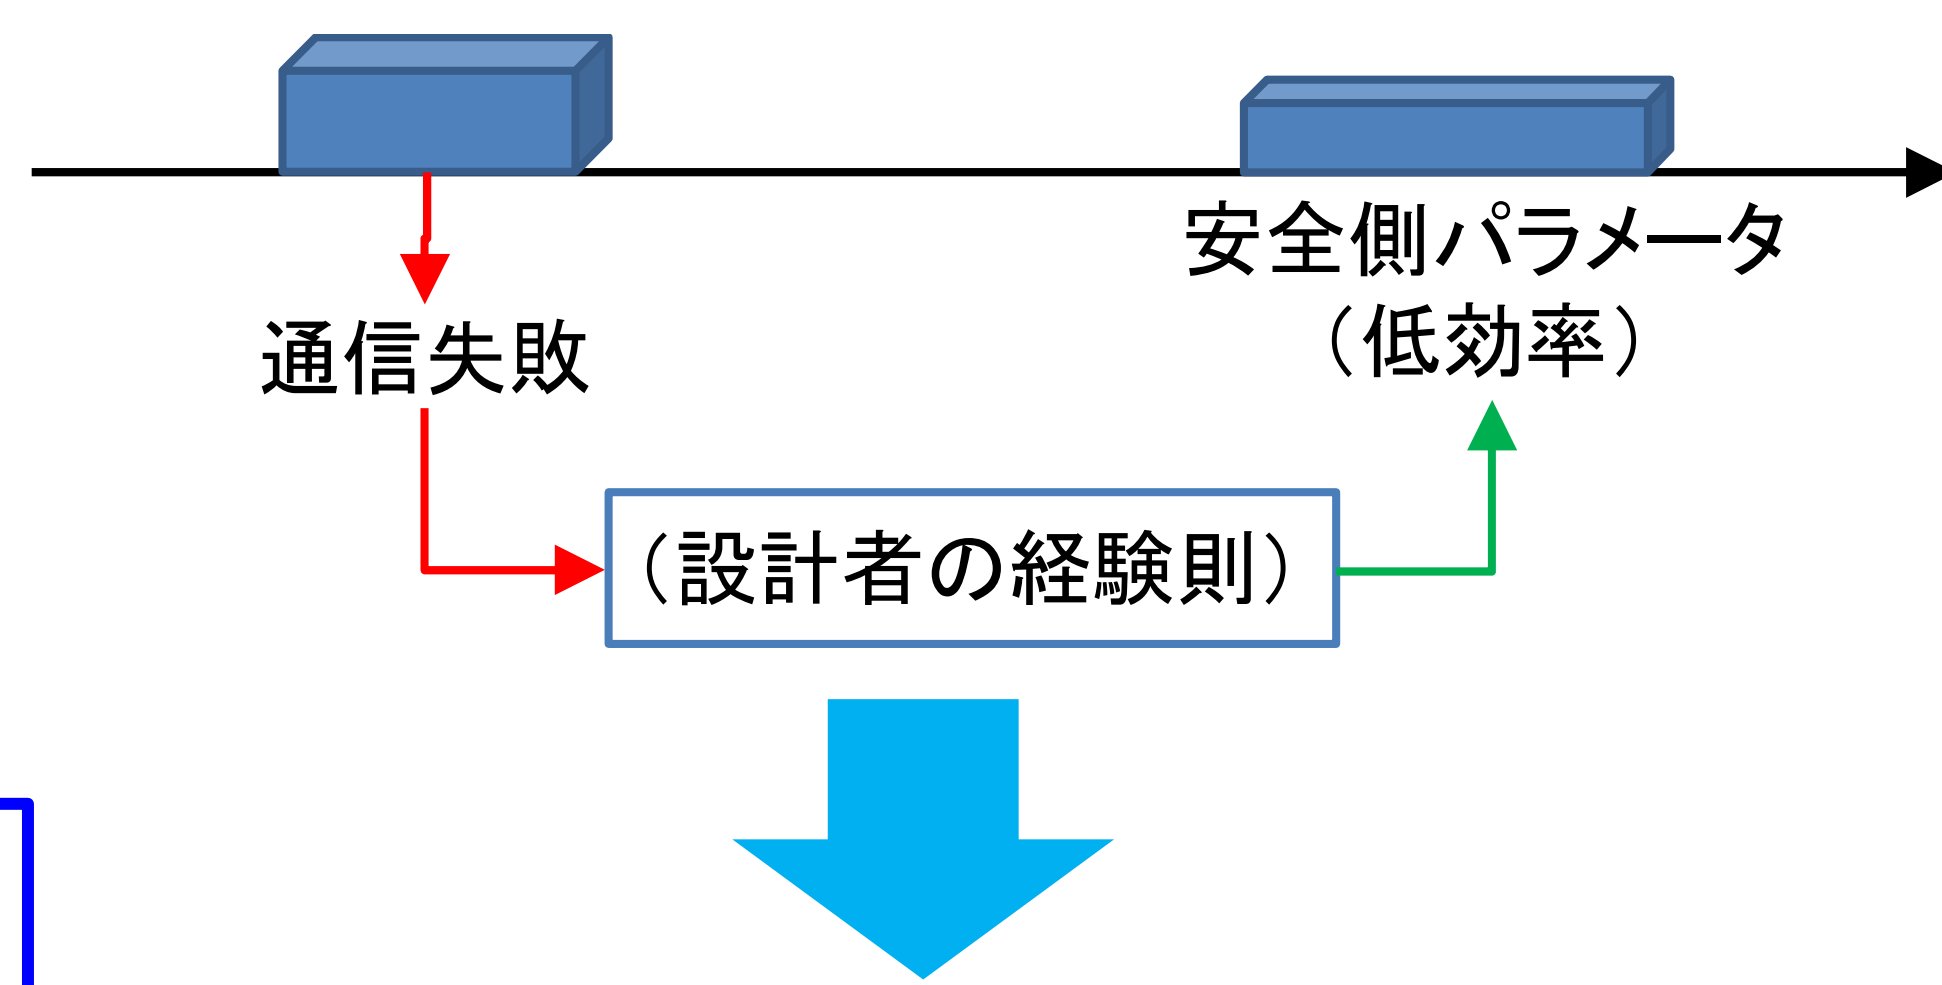 安全側パラメータ
（低効率）
通信失敗
（設計者の経験則）